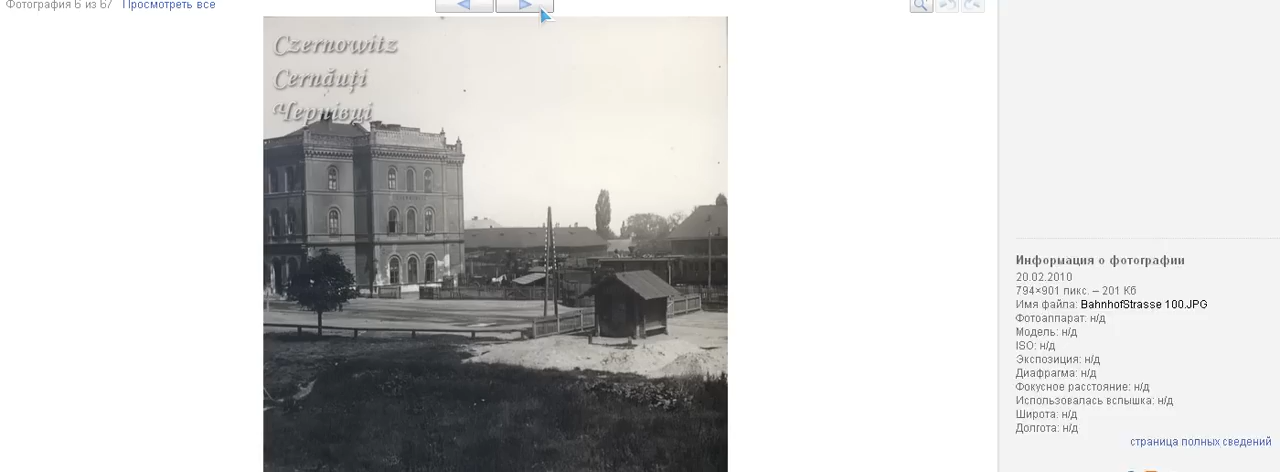 Фотография 6 из 67 Просмотреть все
Czernowitz
Cernăuți
Чернівці
Информация о фотографии
20.02.2010
794×901 пикс. – 201 Кб
Имя файла: BahnhofStrasse 100.JPG
Фотоаппарат: н/д
Модель: н/д
ISO: н/д
Экспозиция: н/д
Диафрагма: н/д
Фокусное расстояние: н/д
Использовалась вспышка: н/д
Широта: н/д
Долгота: н/д
страница полных сведений